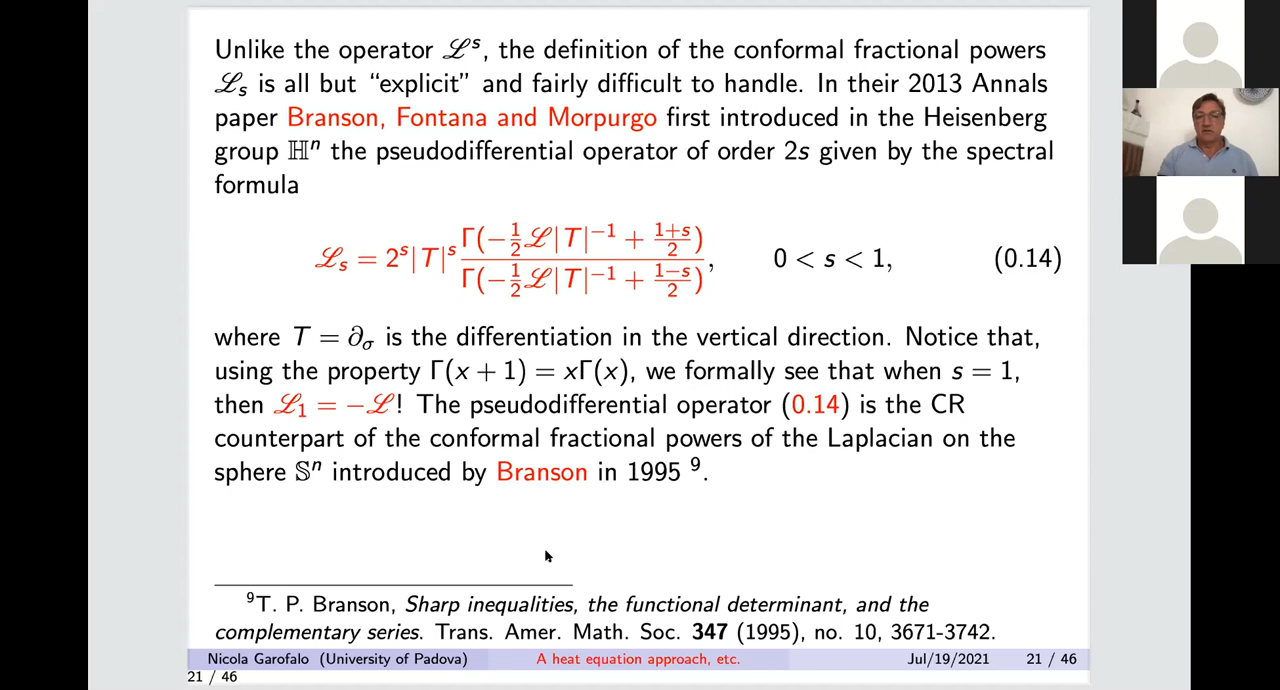 Unlike the operator ℒˢ, the definition of the conformal fractional powers
ℒₛ is all but “explicit” and fairly difficult to handle. In their 2013 Annals
paper Branson, Fontana and Morpurgo first introduced in the Heisenberg
group ℍⁿ the pseudodifferential operator of order 2s given by the spectral
formula
ℒₛ = 2ˢ|T|ˢ Γ(−½ℒ|T|⁻¹ + (1+s)/2) / Γ(−½ℒ|T|⁻¹ + (1−s)/2), 0 < s < 1, (0.14)
where T = ∂σ is the differentiation in the vertical direction. Notice that,
using the property Γ(x + 1) = xΓ(x), we formally see that when s = 1,
then ℒ₁ = −ℒ! The pseudodifferential operator (0.14) is the CR
counterpart of the conformal fractional powers of the Laplacian on the
sphere 𝕊ⁿ introduced by Branson in 1995 ⁹.
⁹T. P. Branson, Sharp inequalities, the functional determinant, and the
complementary series. Trans. Amer. Math. Soc. 347 (1995), no. 10, 3671-3742.
Nicola Garofalo (University of Padova) A heat equation approach, etc. Jul/19/2021 21 / 46
21 / 46